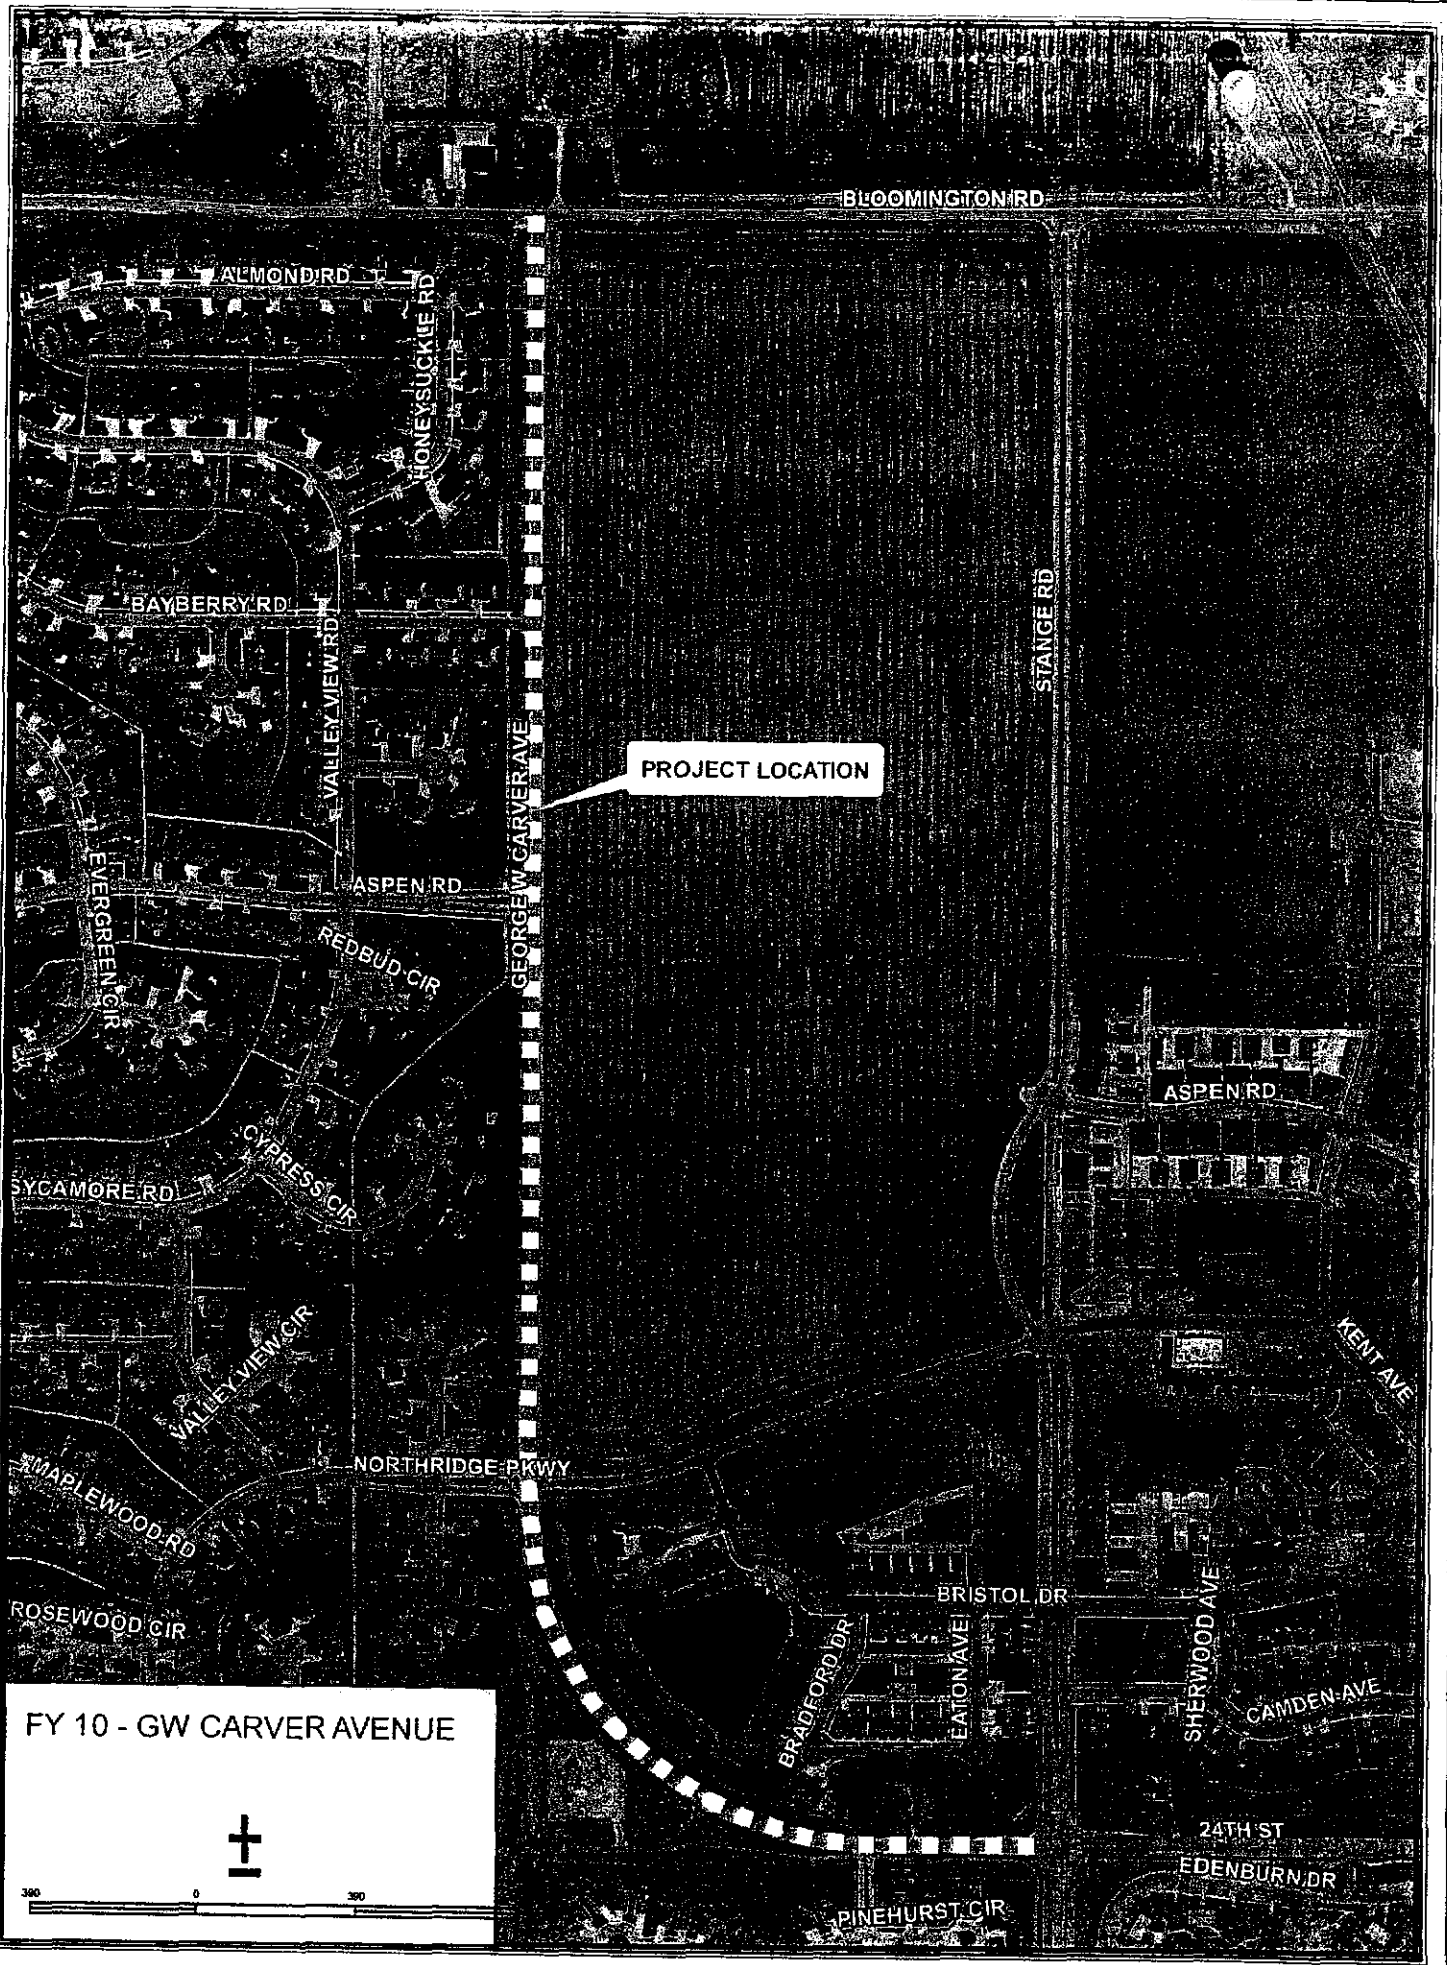 BLOOMINGTON RD
ALMOND RD
HONEYSUCKLE RD
BAYBERRY RD
VALLEY VIEW RD
STANGE RD
GEORGE W CARVER AVE
PROJECT LOCATION
EVERGREEN CIR
ASPEN RD
REDBUD CIR
ASPEN RD
CYPRESS CIR
SYCAMORE RD
VALLEY VIEW CIR
KENT AVE
NORTHRIDGE PKWY
MAPLEWOOD RD
ROSEWOOD CIR
BRISTOL DR
BRADFORD DR
EATON AVE
SHERWOOD AVE
CAMDEN AVE
FY 10 - GW CARVER AVENUE
±
390 0 390
24TH ST
EDENBURN DR
PINEHURST CIR